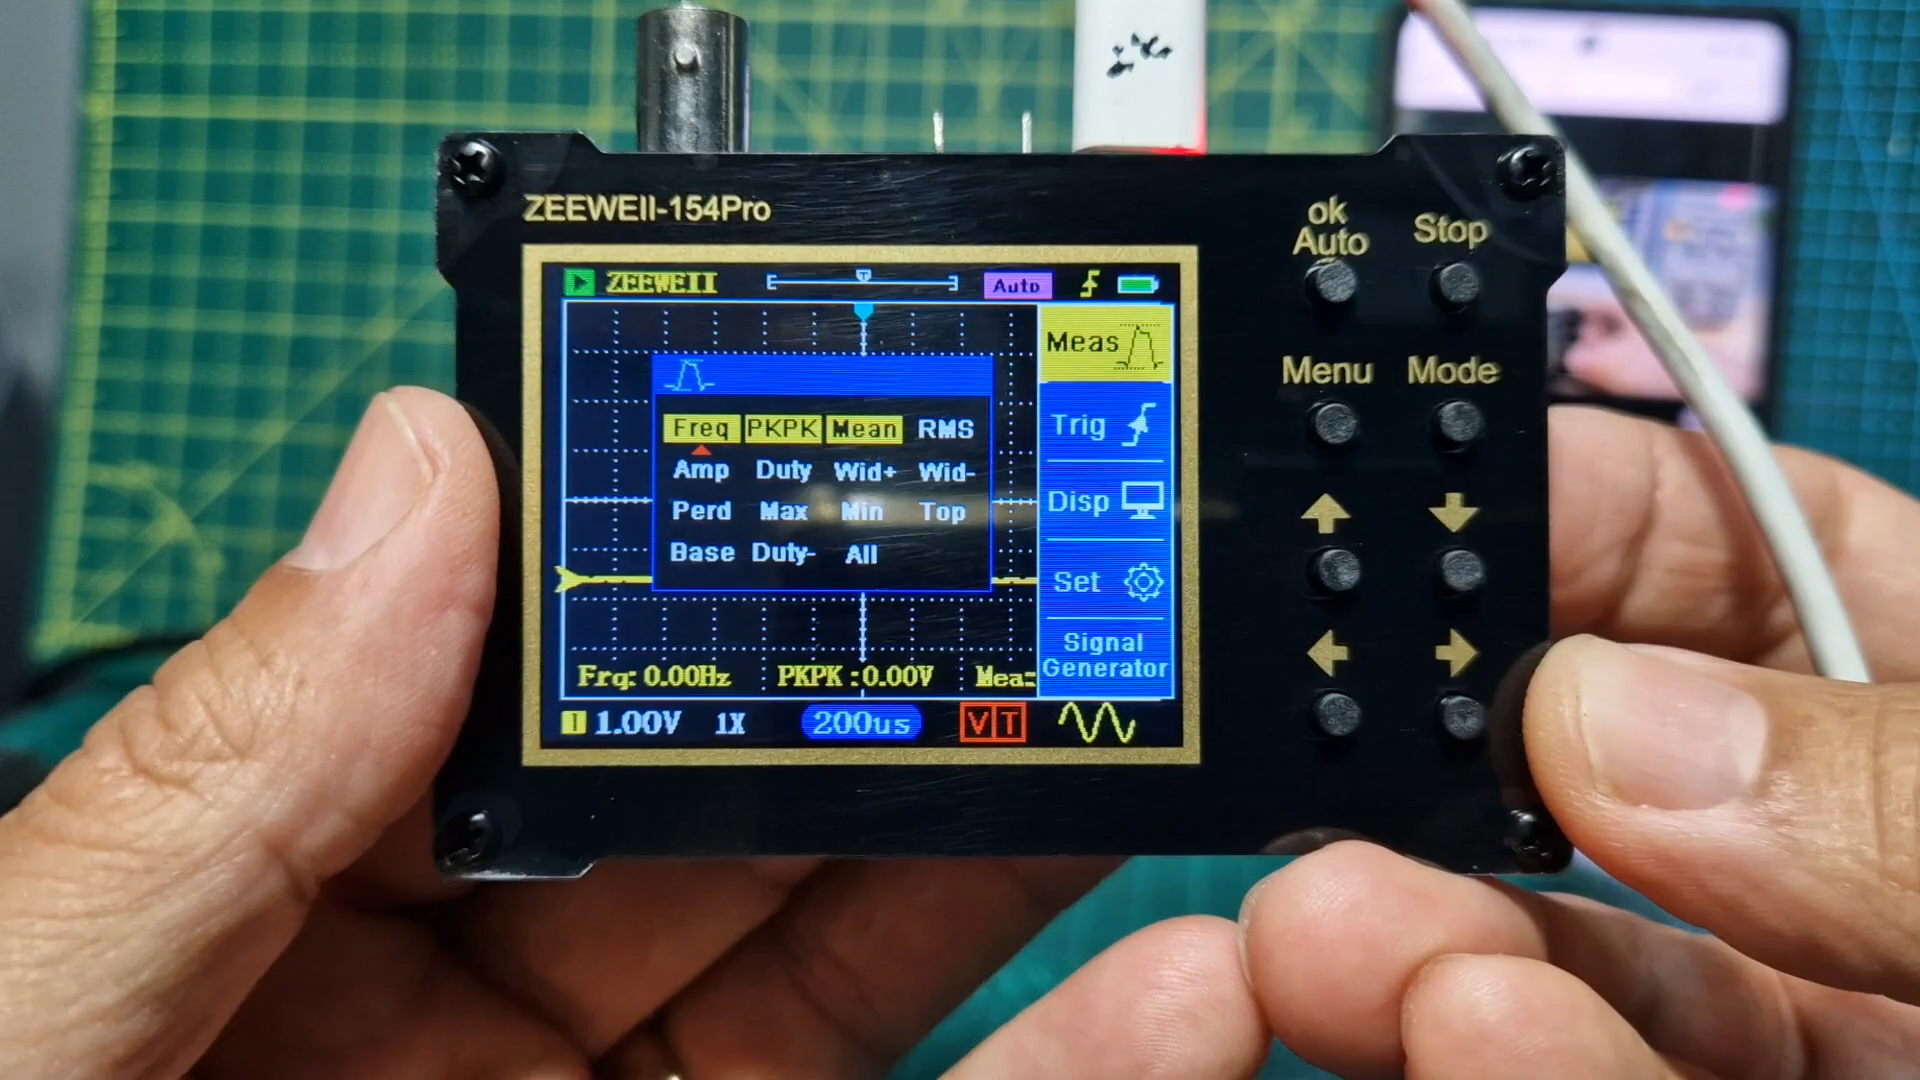 ZEEWEII-154Pro
ok
Auto
Stop
ZEEWEII
Auto
Meas
Menu
Mode
Freq PKPK Mean RMS
Trig
Amp Duty Wid+ Wid-
Disp
Perd Max Min Top
Base Duty- All
Set
Signal
Generator
Frq: 0.00Hz PKPK :0.00V Mea:
1 1.00V 1X 200us VT